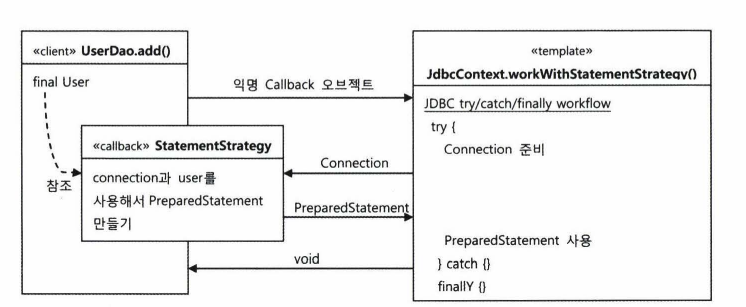 «client» UserDao.add()
final User
참조
«callback» StatementStrategy
connection과 user를
사용해서 PreparedStatement
만들기
익명 Callback 오브젝트
Connection
PreparedStatement
void
«template»
JdbcContext.workWithStatementStrategy()
JDBC try/catch/finally workflow
try {
Connection 준비
PreparedStatement 사용
} catch {}
finallY {}